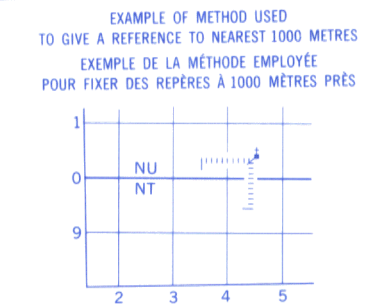 EXAMPLE OF METHOD USED
TO GIVE A REFERENCE TO NEAREST 1000 METRES
EXEMPLE DE LA MÉTHODE EMPLOYÉE
POUR FIXER DES REPÈRES À 1000 MÈTRES PRÈS
1
NU
0
NT
9
2 3 4 5